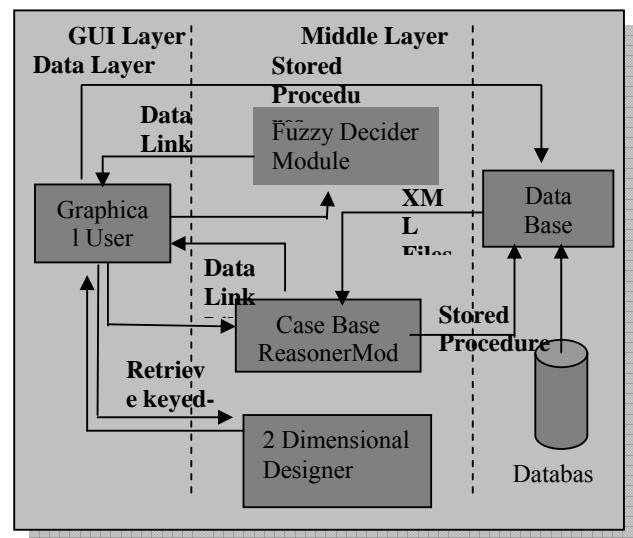 GUI Layer
Middle Layer
Data Layer
Stored
Procedu
Data
Link
Fuzzy Decider
Module
XM
L
Files
Data
Base
Graphica
l User
Data
Link
Case Base
ReasonerMod
Stored
Procedure
Retriev
e keyed-
2 Dimensional
Designer
Databas